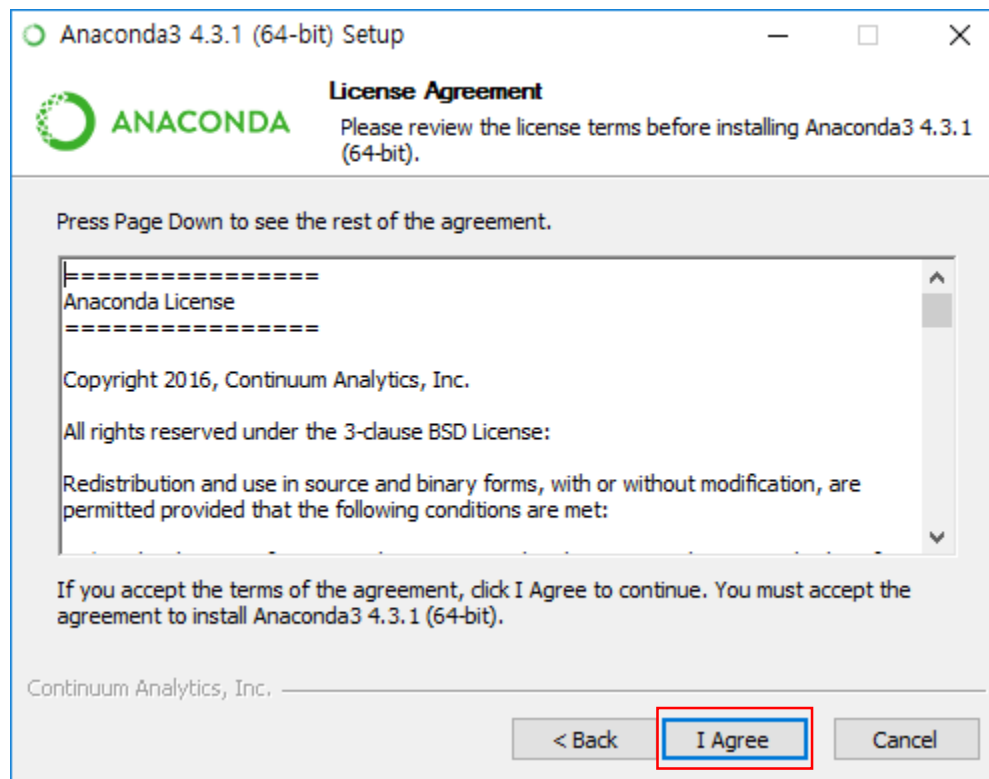 Anaconda3 4.3.1 (64-bit) Setup
ANACONDA
License Agreement
Please review the license terms before installing Anaconda3 4.3.1
(64-bit).
Press Page Down to see the rest of the agreement.
================
Anaconda License
================
Copyright 2016, Continuum Analytics, Inc.
All rights reserved under the 3-clause BSD License:
Redistribution and use in source and binary forms, with or without modification, are
permitted provided that the following conditions are met:
If you accept the terms of the agreement, click I Agree to continue. You must accept the
agreement to install Anaconda3 4.3.1 (64-bit).
Continuum Analytics, Inc.
< Back
I Agree
Cancel